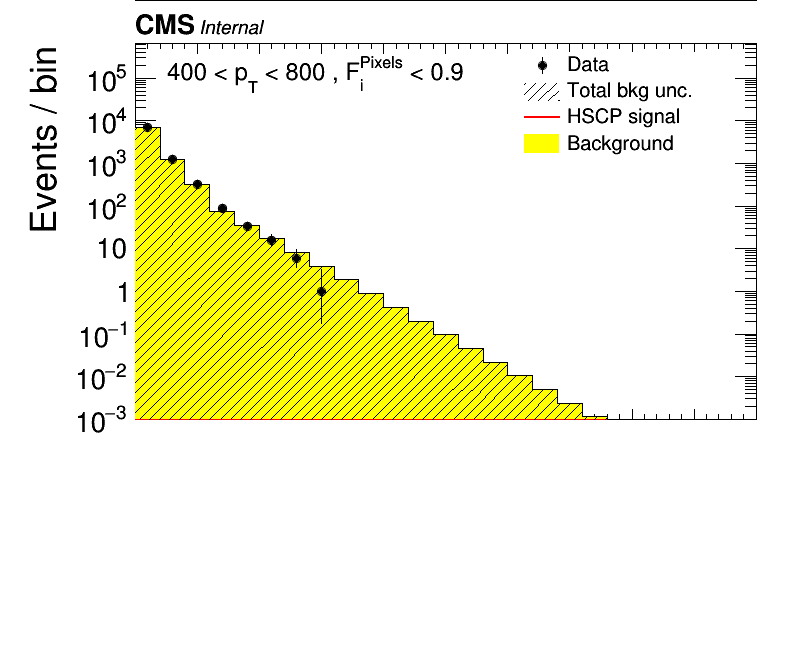 CMS Internal
Events / bin
400 < p_T < 800 , F_i^Pixels < 0.9
Data
Total bkg unc.
HSCP signal
Background
10^5
10^4
10^3
10^2
10
1
10^−1
10^−2
10^−3